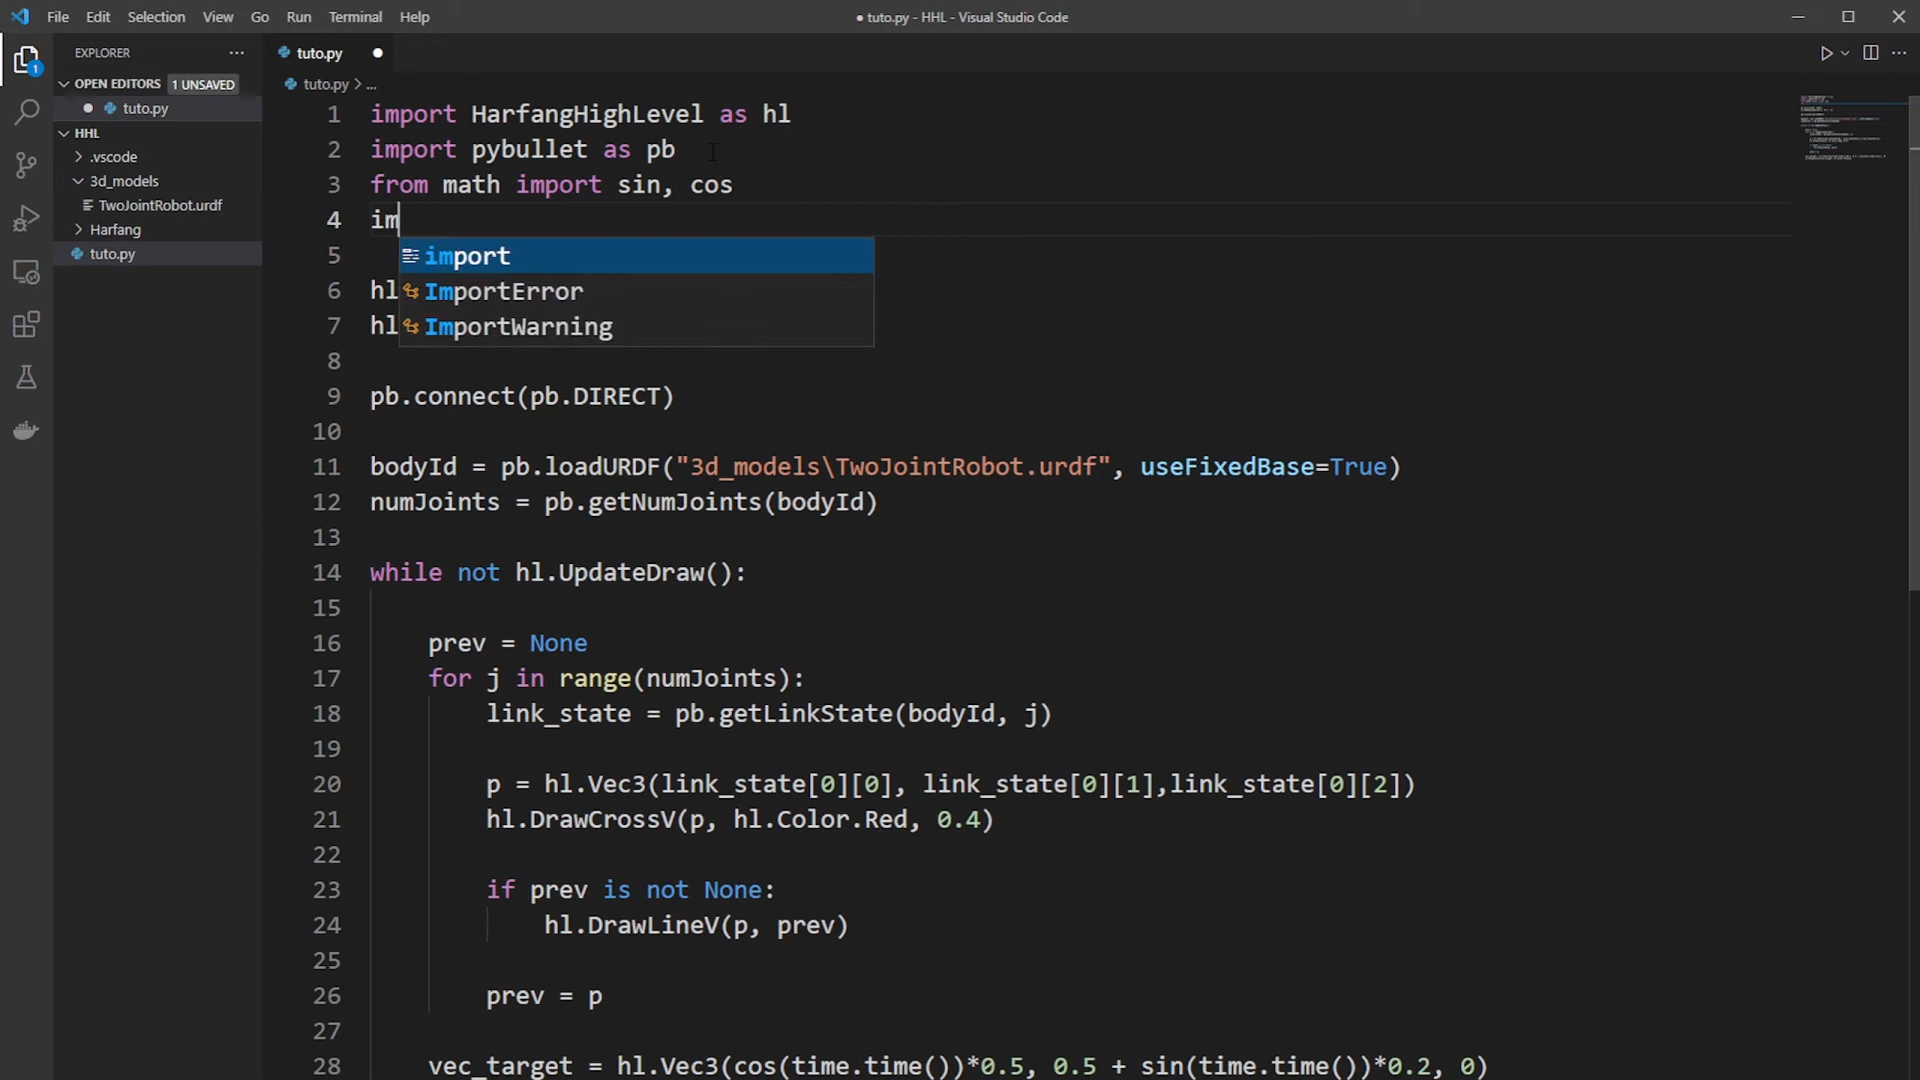 File Edit Selection View Go Run Terminal Help
● tuto.py - HHL - Visual Studio Code
EXPLORER
OPEN EDITORS 1 UNSAVED
tuto.py
HHL
.vscode
3d_models
TwoJointRobot.urdf
Harfang
tuto.py
1
tuto.py
tuto.py > ...
1 import HarfangHighLevel as hl
2 import pybullet as pb
3 from math import sin, cos
4 im
import
ImportError
ImportWarning
5
6 hl
7 hl
8
9 pb.connect(pb.DIRECT)
10
11 bodyId = pb.loadURDF("3d_models\TwoJointRobot.urdf", useFixedBase=True)
12 numJoints = pb.getNumJoints(bodyId)
13
14 while not hl.UpdateDraw():
15
16 prev = None
17 for j in range(numJoints):
18 link_state = pb.getLinkState(bodyId, j)
19
20 p = hl.Vec3(link_state[0][0], link_state[0][1],link_state[0][2])
21 hl.DrawCrossV(p, hl.Color.Red, 0.4)
22
23 if prev is not None:
24 hl.DrawLineV(p, prev)
25
26 prev = p
27
28 vec_target = hl.Vec3(cos(time.time())*0.5, 0.5 + sin(time.time())*0.2, 0)